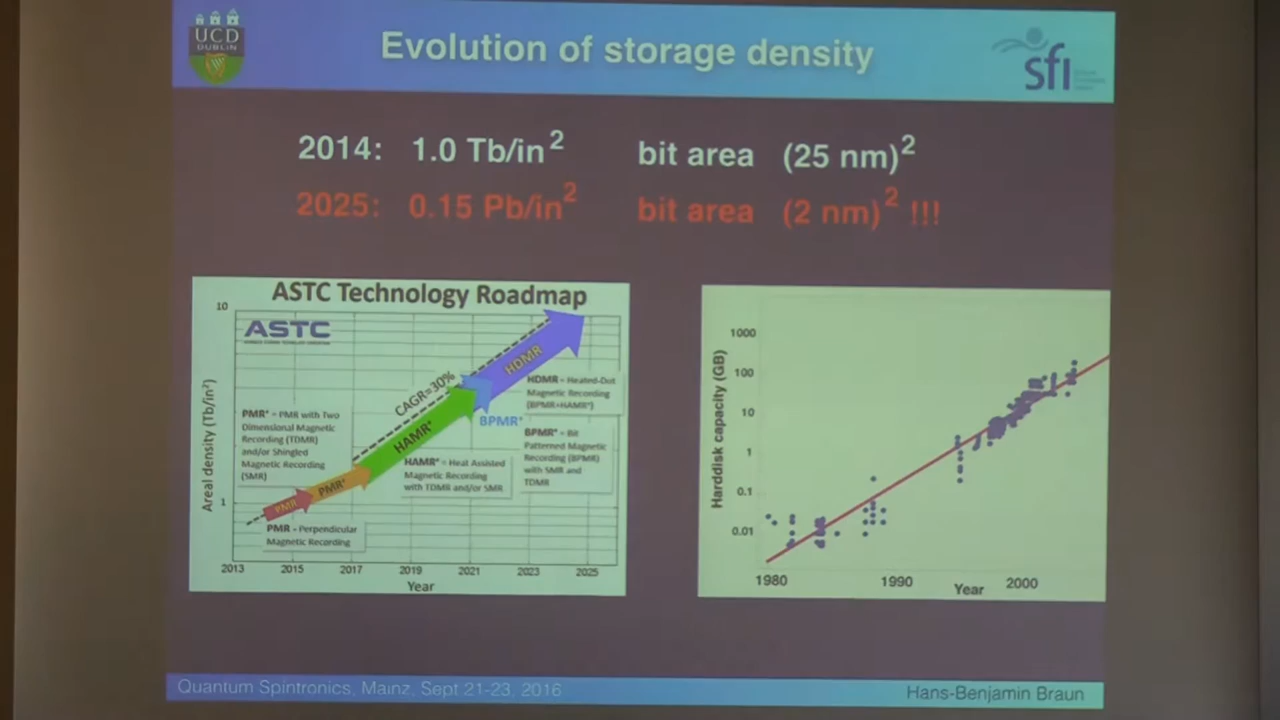 UCD
DUBLIN
Evolution of storage density
sfi
2014: 1.0 Tb/in² bit area (25 nm)²
2025: 0.15 Pb/in² bit area (2 nm)² !!!
ASTC Technology Roadmap
10
ASTC
HDMR
CAGR=30%
HDMR - Heated-Dot
Magnetic Recording
(BPMR+HAMR*)
BPMR*
PMR* - PMR with Two
Dimensional Magnetic
Recording (TDMR)
and/or Shingled
Magnetic Recording
(SMR)
HAMR*
BPMR* - Bit
Patterned Magnetic
Recording (BPMR)
with SMR and
TDMR
HAMR* - Heat Assisted
Magnetic Recording
with TDMR and/or SMR
Areal density (Tb/in²)
1
PMR
PMR*
PMR - Perpendicular
Magnetic Recording
2013 2015 2017 2019 2021 2023 2025
Year
Harddisk capacity (GB)
1000
100
10
1
0.1
0.01
1980 1990 2000
Year
Quantum Spintronics, Mainz, Sept 21-23, 2016
Hans-Benjamin Braun